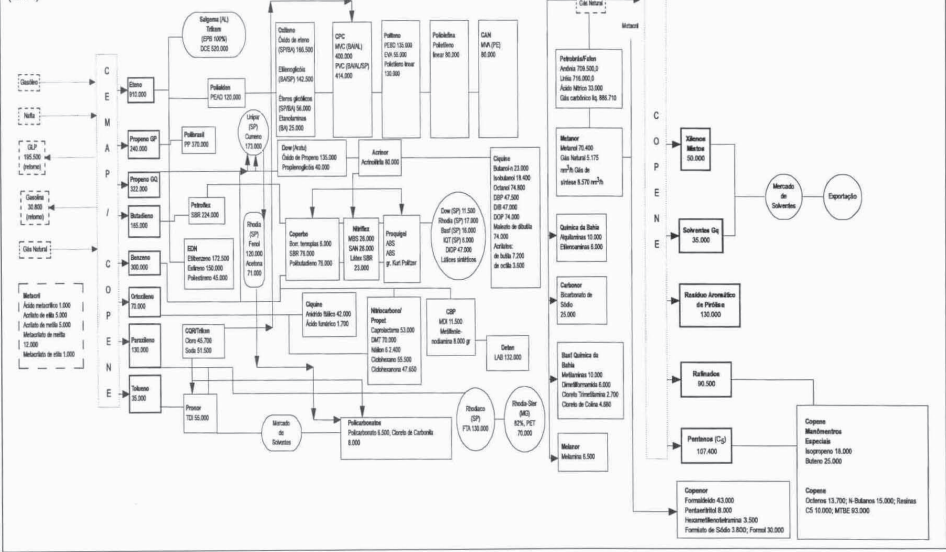 Gás Natural
Metacril
Gasóleo
Nafta
GLP
195.500
(retorno)
Gasolina
30.800
(retorno)
Gás Natural
Metacril
Ácido metacrílico 1.000
Acrilato de etila 5.000
Acrilato de metila 5.000
Metacrilato de metila
12.000
Metacrilato de etila 1.000
C
E
M
A
P
/
C
O
P
E
N
E
Eteno
910.000
Propeno GP
240.000
Propeno GQ
322.000
Butadieno
165.000
Benzeno
300.000
Ortoxileno
70.000
Paraxileno
130.000
Tolueno
35.000
Salgema (AL)
Trikem
(EPB 100%)
DCE 520.000
Polialden
PEAD 120.000
Polibrasil
PP 370.000
Petroflex
SBR 224.000
EDN
Etilbenzeno 172.500
Estireno 150.000
Poliestireno 45.000
CQR/Trikem
Cloro 45.700
Soda 51.500
Pronor
TDI 55.000
Unipar
(SP)
Cumeno
173.000
Rhodia
(SP)
Fenol
120.000
Acetona
71.000
Mercado
de
Solventes
Oxiteno
Óxido de eteno
(SP/BA) 166.500
Etilenoglicóis
(BA/SP) 142.500
Éteres glicólicos
(SP/BA) 56.000
Etanolaminas
(BA) 25.000
CPC
MVC (BA/AL)
400.000
PVC (BA/AL/SP)
414.000
Politeno
PEBD 135.000
EVA 55.000
Polietileno linear
130.000
Poliolefina
Polietileno
linear 80.000
CAN
MVA (PE)
80.000
Dow (Aratu)
Óxido de Propeno 135.000
Propilenoglicóis 40.000
Acrinor
Acrilonitrila 80.000
Ciquine
Butanol-n 23.000
Isobutanol 18.400
Octanol 74.800
DBP 47.500
DIB 47.000
DOP 74.000
Maleato de dibutila
74.000
Acrilatos:
de butila 7.200
de octila 3.600
Coperbo
SBR 76.000
Polibutadieno 70.000
Nitriflex
MBS 26.000
SAN 26.000
Látex SBR
23.000
Proquigel
ABS
ABS
gr. Kurt Politzer
Dow (SP) 11.500
Rhodia (SP) 17.000
Basf (SP) 16.000
IQT (SP) 6.000
DIDP 47.000
Látices sintéticos
Ciquine
Anidrido ftálico 42.000
Ácido fumárico 1.700
Nitrocarbono/
Propet
Caprolactama 53.000
DMT 70.000
Náilon 6 2.400
Ciclohexano 55.500
Ciclohexanona 47.650
CBP
MDI 11.500
Metileno-
nodianina 8.000 gr
Deten
LAB 132.000
Policarbonatos
Policarbonato 6.500, Cloreto de Carbonila
8.000
Rhodiaco
(SP)
PTA 130.000
Rhodia-Ster
(MG)
82%, PET
70.000
Petrobrás/Fafen
Amônia 709.500,0
Uréia 716.000,0
Ácido Nítrico 33.000
Gás carbônico liq. 886.710
Metanor
Metanol 70.400
Gás Natural 5.175
nm³/h Gás de
síntese 8.570 nm³/h
Química da Bahia
Alquilaminas 10.000
Etilenoaminas 6.000
Carbonor
Bicarbonato de
Sódio
25.000
Basf Química da
Bahia
Metilaminas 10.000
Dimetilformamida 6.000
Cloreto Trimetilamina 2.700
Cloreto de Colina 4.880
Melanor
Melamina 8.500
Copenor
Formaldeído 43.000
Pentaeritritol 8.000
Hexametilenotetramina 3.500
Formiato de Sódio 3.800; Formol 30.000
C
O
P
E
N
E
Xilenos
Mistos
50.000
Solventes Gq
35.000
Resíduo Aromático
de Pirólise
130.000
Rafinados
90.500
Pentenos (C5)
107.400
Mercado
de
Solventes
Exportação
Copene
Monômeros
Especiais
Isopropeno 18.000
Buteno 25.000
Copene
Octenos 13.700; N-Butanos 15.000; Resinas
C5 10.000; MTBE 93.000